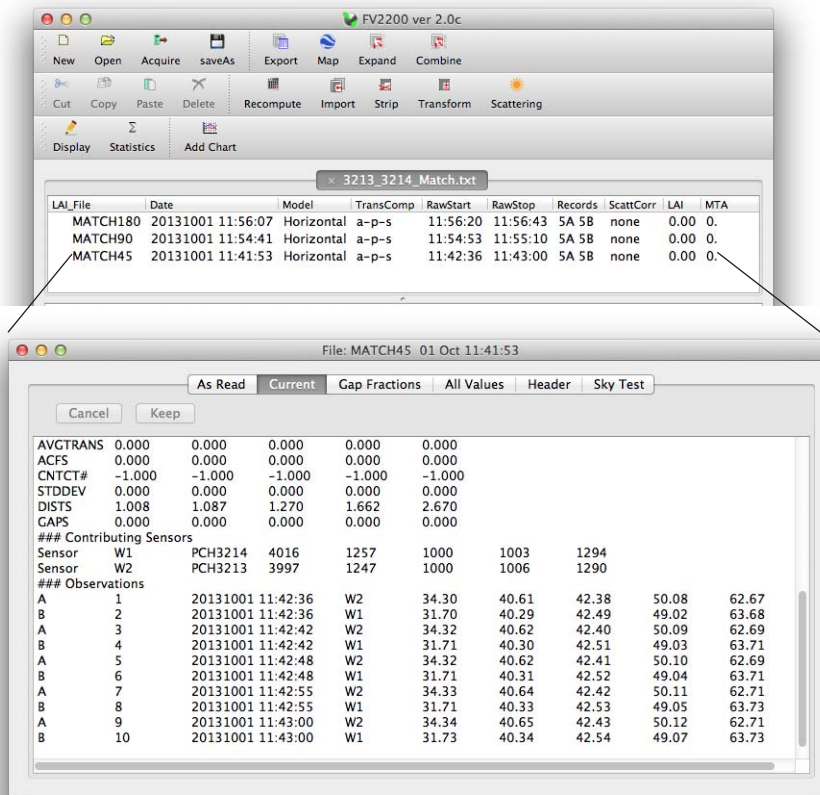 FV2200 ver 2.0c
New Open Acquire saveAs Export Map Expand Combine
Cut Copy Paste Delete Recompute Import Strip Transform Scattering
Display Statistics Add Chart
× 3213_3214_Match.txt
LAI_File Date Model TransComp RawStart RawStop Records ScattCorr LAI MTA
MATCH180 20131001 11:56:07 Horizontal a-p-s 11:56:20 11:56:43 5A 5B none 0.00 0.
MATCH90 20131001 11:54:41 Horizontal a-p-s 11:54:53 11:55:10 5A 5B none 0.00 0.
MATCH45 20131001 11:41:53 Horizontal a-p-s 11:42:36 11:43:00 5A 5B none 0.00 0.
File: MATCH45 01 Oct 11:41:53
As Read Current Gap Fractions All Values Header Sky Test
Cancel Keep
AVGTRANS 0.000 0.000 0.000 0.000 0.000
ACFS 0.000 0.000 0.000 0.000 0.000
CNTCT# -1.000 -1.000 -1.000 -1.000 -1.000
STDDEV 0.000 0.000 0.000 0.000 0.000
DISTS 1.008 1.087 1.270 1.662 2.670
GAPS 0.000 0.000 0.000 0.000 0.000
### Contributing Sensors
Sensor W1 PCH3214 4016 1257 1000 1003 1294
Sensor W2 PCH3213 3997 1247 1000 1006 1290
### Observations
A 1 20131001 11:42:36 W2 34.30 40.61 42.38 50.08 62.67
B 2 20131001 11:42:36 W1 31.70 40.29 42.49 49.02 63.68
A 3 20131001 11:42:42 W2 34.32 40.62 42.40 50.09 62.69
B 4 20131001 11:42:42 W1 31.71 40.30 42.51 49.03 63.71
A 5 20131001 11:42:48 W2 34.32 40.62 42.41 50.10 62.69
B 6 20131001 11:42:48 W1 31.71 40.31 42.52 49.04 63.71
A 7 20131001 11:42:55 W2 34.33 40.64 42.42 50.11 62.71
B 8 20131001 11:42:55 W1 31.71 40.33 42.53 49.05 63.73
A 9 20131001 11:43:00 W2 34.34 40.65 42.43 50.12 62.71
B 10 20131001 11:43:00 W1 31.73 40.34 42.54 49.07 63.73